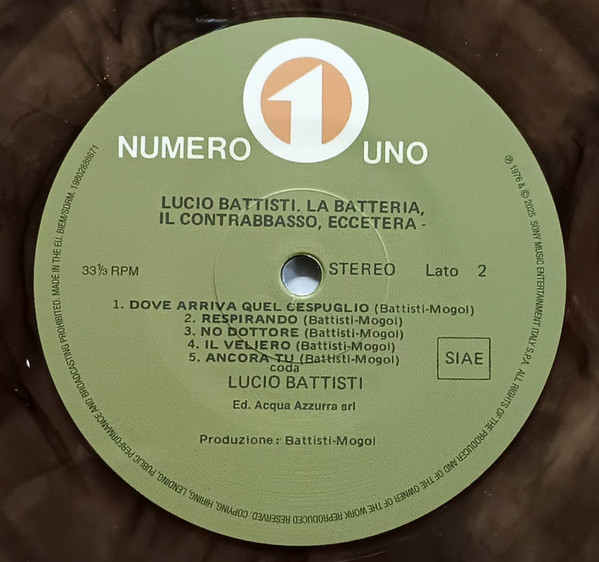 NUMERO 1 UNO
LUCIO BATTISTI, LA BATTERIA,
IL CONTRABBASSO, ECCETERA -
33⅓ RPM
STEREO Lato 2
1. DOVE ARRIVA QUEL CESPUGLIO (Battisti-Mogol)
2. RESPIRANDO (Battisti-Mogol)
3. NO DOTTORE (Battisti-Mogol)
4. IL VELIERO (Battisti-Mogol)
5. ANCORA TU (Battisti-Mogol)
coda
SIAE
LUCIO BATTISTI
Ed. Acqua Azzurra srl
Produzione: Battisti-Mogol
℗ 1976 & © 2025 SONY MUSIC ENTERTAINMENT ITALY S.P.A. ALL RIGHTS OF THE PRODUCER AND OF THE OWNER OF THE WORK REPRODUCED RESERVED. COPYING, HIRING, LENDING, PUBLIC PERFORMANCE AND BROADCASTING PROHIBITED. MADE IN THE EU. BIEM/SDRM. 19802888671